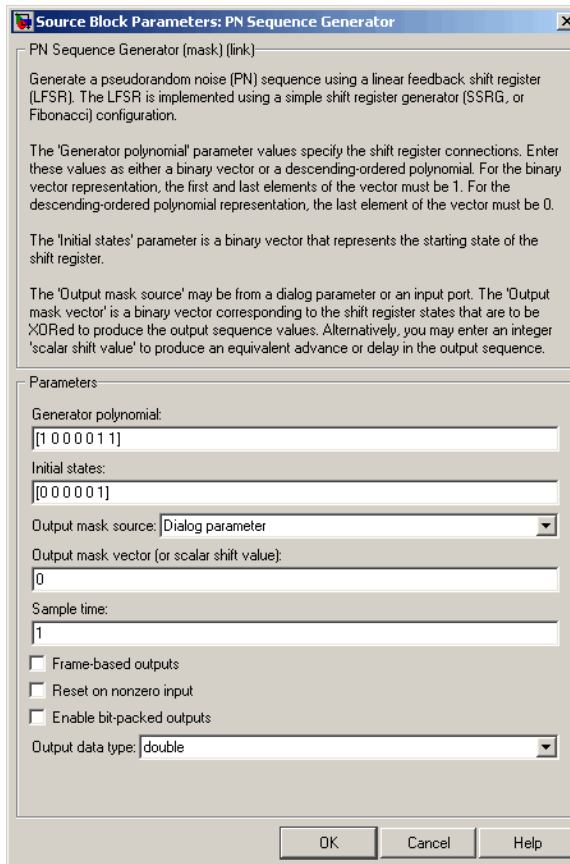 Source Block Parameters: PN Sequence Generator
PN Sequence Generator (mask) (link)
Generate a pseudorandom noise (PN) sequence using a linear feedback shift register
(LFSR). The LFSR is implemented using a simple shift register generator (SSRG, or
Fibonacci) configuration.
The 'Generator polynomial' parameter values specify the shift register connections. Enter
these values as either a binary vector or a descending-ordered polynomial. For the binary
vector representation, the first and last elements of the vector must be 1. For the
descending-ordered polynomial representation, the last element of the vector must be 0.
The 'Initial states' parameter is a binary vector that represents the starting state of the
shift register.
The 'Output mask source' may be from a dialog parameter or an input port. The 'Output
mask vector' is a binary vector corresponding to the shift register states that are to be
XORed to produce the output sequence values. Alternatively, you may enter an integer
'scalar shift value' to produce an equivalent advance or delay in the output sequence.
Parameters
Generator polynomial:
[1 0 0 0 0 1 1]
Initial states:
[0 0 0 0 0 1]
Output mask source: Dialog parameter
Output mask vector (or scalar shift value):
0
Sample time:
1
Frame-based outputs
Reset on nonzero input
Enable bit-packed outputs
Output data type: double
OK Cancel Help